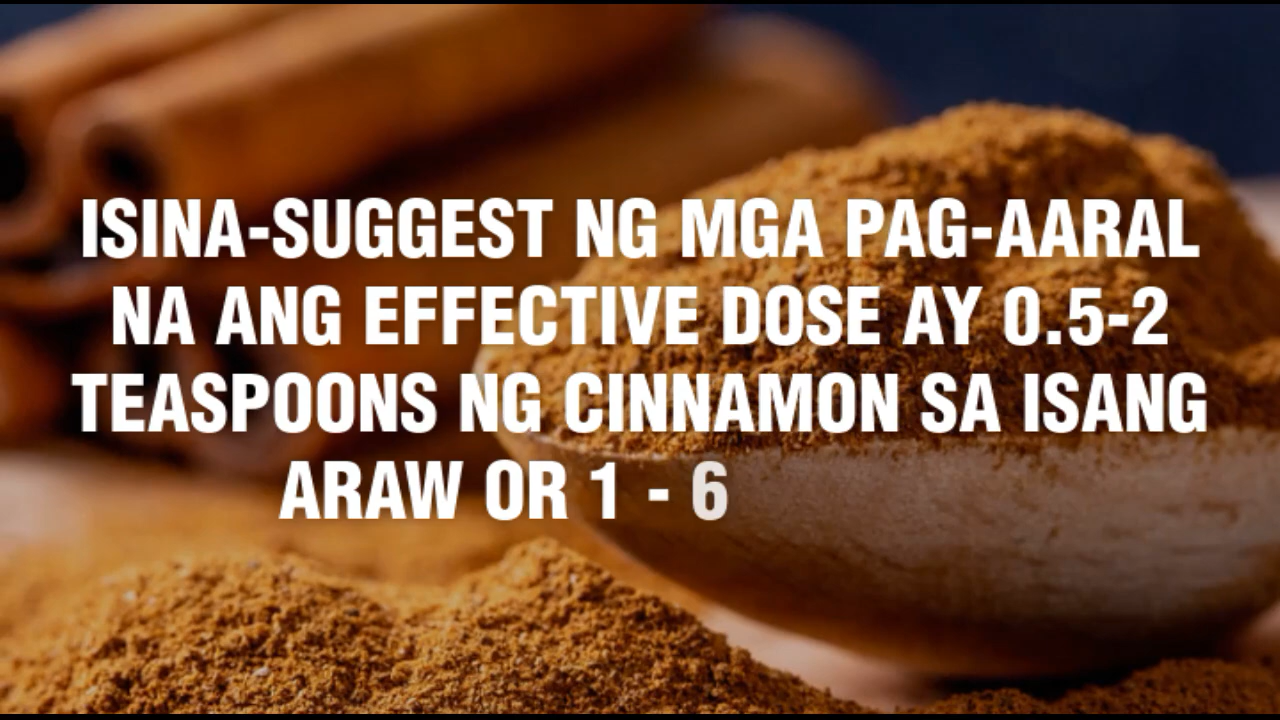 ISINA-SUGGEST NG MGA PAG-AARAL
NA ANG EFFECTIVE DOSE AY 0.5-2
TEASPOONS NG CINNAMON SA ISANG
ARAW OR 1 - 6